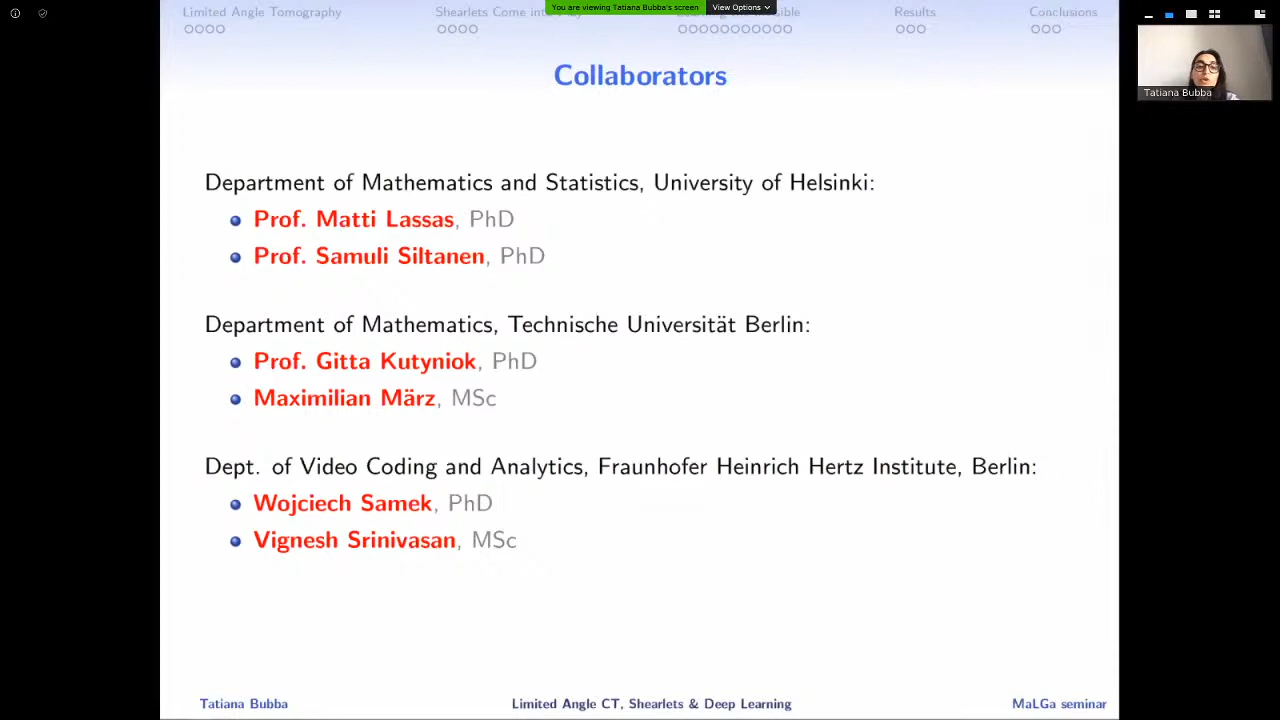 Limited Angle Tomography
Shearlets Come into
You are viewing Tatiana Bubba's screen
View Options
Results
Conclusions
Collaborators
Tatiana Bubba
Department of Mathematics and Statistics, University of Helsinki:
Prof. Matti Lassas, PhD
Prof. Samuli Siltanen, PhD
Department of Mathematics, Technische Universität Berlin:
Prof. Gitta Kutyniok, PhD
Maximilian März, MSc
Dept. of Video Coding and Analytics, Fraunhofer Heinrich Hertz Institute, Berlin:
Wojciech Samek, PhD
Vignesh Srinivasan, MSc
Tatiana Bubba
Limited Angle CT, Shearlets & Deep Learning
MaLGa seminar